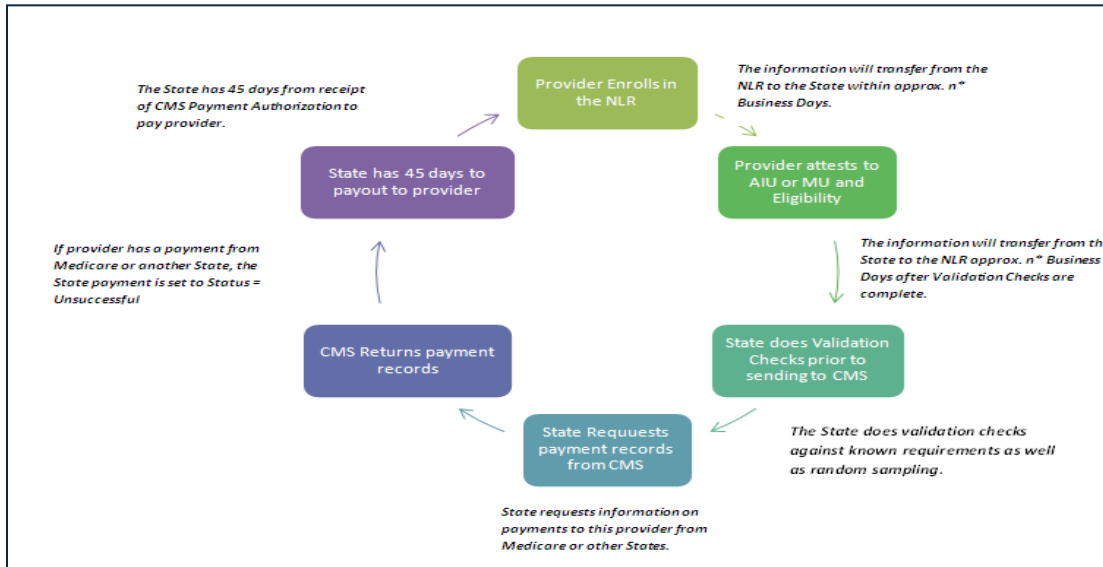 Provider Enrolls in
the NLR
The information will transfer from the
NLR to the State within approx. n*
Business Days.
Provider attests to
AIU or MU and
Eligibility
The information will transfer from the
State to the NLR approx. n* Business
Days after Validation Checks are
complete.
State does Validation
Checks prior to
sending to CMS
The State does validation checks
against known requirements as well
as random sampling.
State Requuests
payment records
from CMS
State requests information on
payments to this provider from
Medicare or other States.
CMS Returns payment
records
If provider has a payment from
Medicare or another State, the
State payment is set to Status =
Unsuccessful
State has 45 days to
payout to provider
The State has 45 days from receipt
of CMS Payment Authorization to
pay provider.